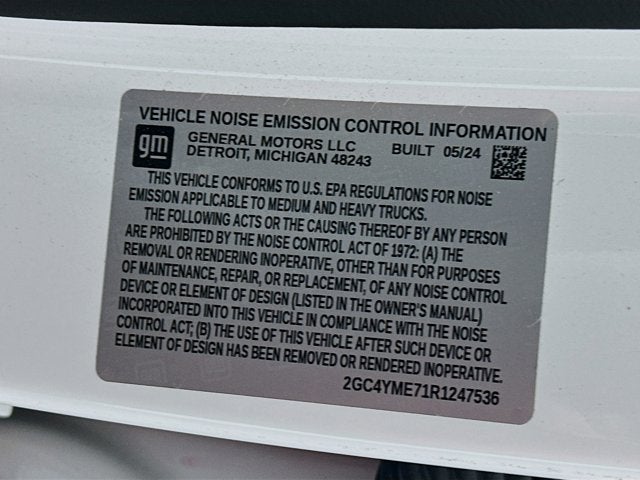 VEHICLE NOISE EMISSION CONTROL INFORMATION
gm
GENERAL MOTORS LLC BUILT 05/24
DETROIT, MICHIGAN 48243
THIS VEHICLE CONFORMS TO U.S. EPA REGULATIONS FOR NOISE
EMISSION APPLICABLE TO MEDIUM AND HEAVY TRUCKS.
THE FOLLOWING ACTS OR THE CAUSING THEREOF BY ANY PERSON
ARE PROHIBITED BY THE NOISE CONTROL ACT OF 1972: (A) THE
REMOVAL OR RENDERING INOPERATIVE, OTHER THAN FOR PURPOSES
OF MAINTENANCE, REPAIR, OR REPLACEMENT, OF ANY NOISE CONTROL
DEVICE OR ELEMENT OF DESIGN (LISTED IN THE OWNER'S MANUAL)
INCORPORATED INTO THIS VEHICLE IN COMPLIANCE WITH THE NOISE
CONTROL ACT; (B) THE USE OF THIS VEHICLE AFTER SUCH DEVICE OR
ELEMENT OF DESIGN HAS BEEN REMOVED OR RENDERED INOPERATIVE.
2GC4YME71R1247536